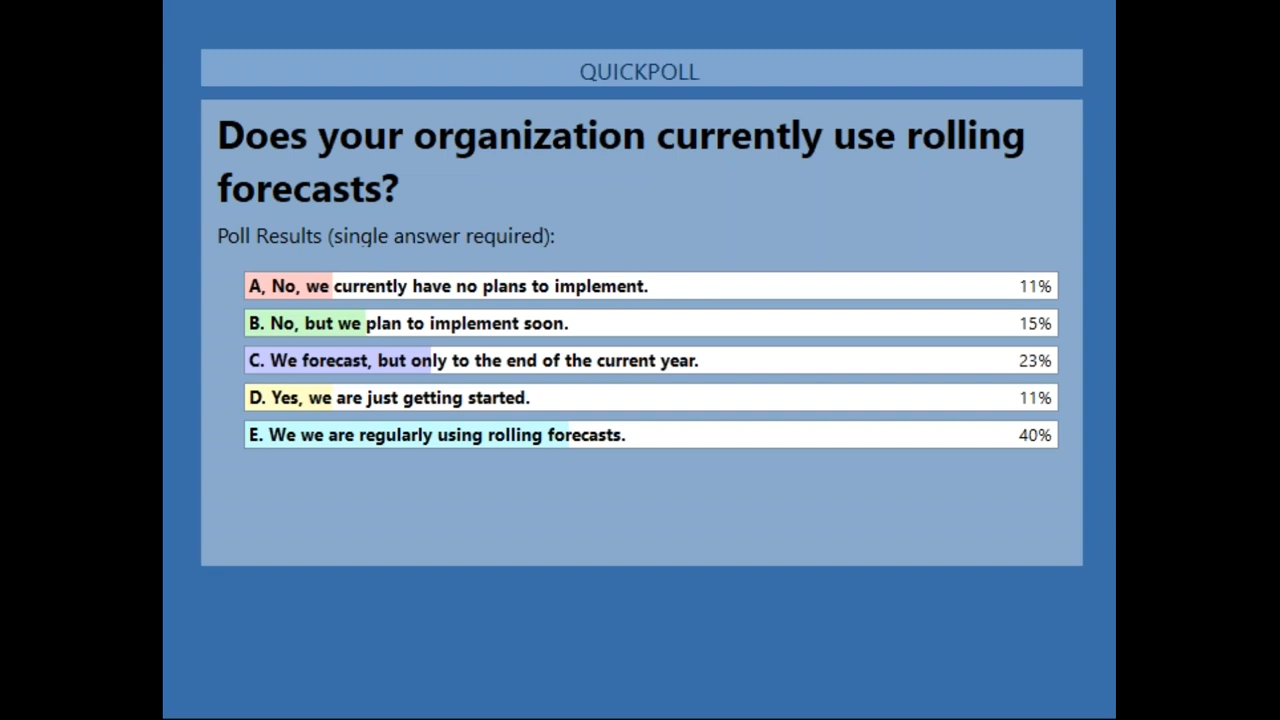 QUICKPOLL
Does your organization currently use rolling
forecasts?
Poll Results (single answer required):
A, No, we currently have no plans to implement. 11%
B. No, but we plan to implement soon. 15%
C. We forecast, but only to the end of the current year. 23%
D. Yes, we are just getting started. 11%
E. We we are regularly using rolling forecasts. 40%